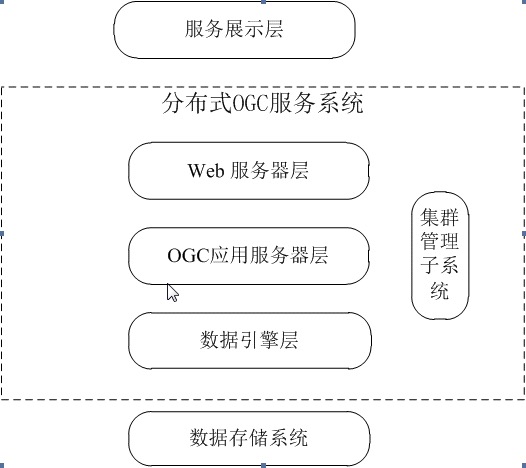 服务展示层
分布式OGC服务系统
Web 服务器层
OGC应用服务器层
集群
管理
子系
统
数据引擎层
数据存储系统